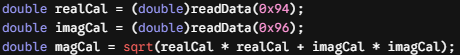 double realCal = (double)readData(0x94);
double imagCal = (double)readData(0x96);
double magCal = sqrt(realCal * realCal + imagCal * imagCal);